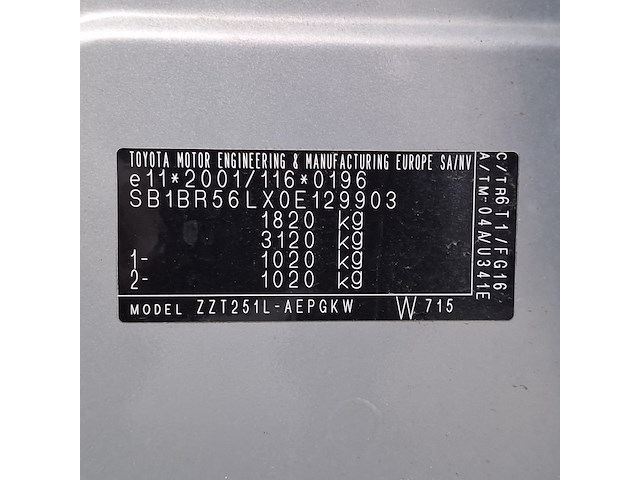 TOYOTA MOTOR ENGINEERING & MANUFACTURING EUROPE SA/NV
e11*2001/116*0196
SB1BR56LX0E129903
1820 kg
3120 kg
1- 1020 kg
2- 1020 kg
MODEL ZZT251L-AEPGKW W 715
C/TR6T1/FG16
A/TM-04A/U341E